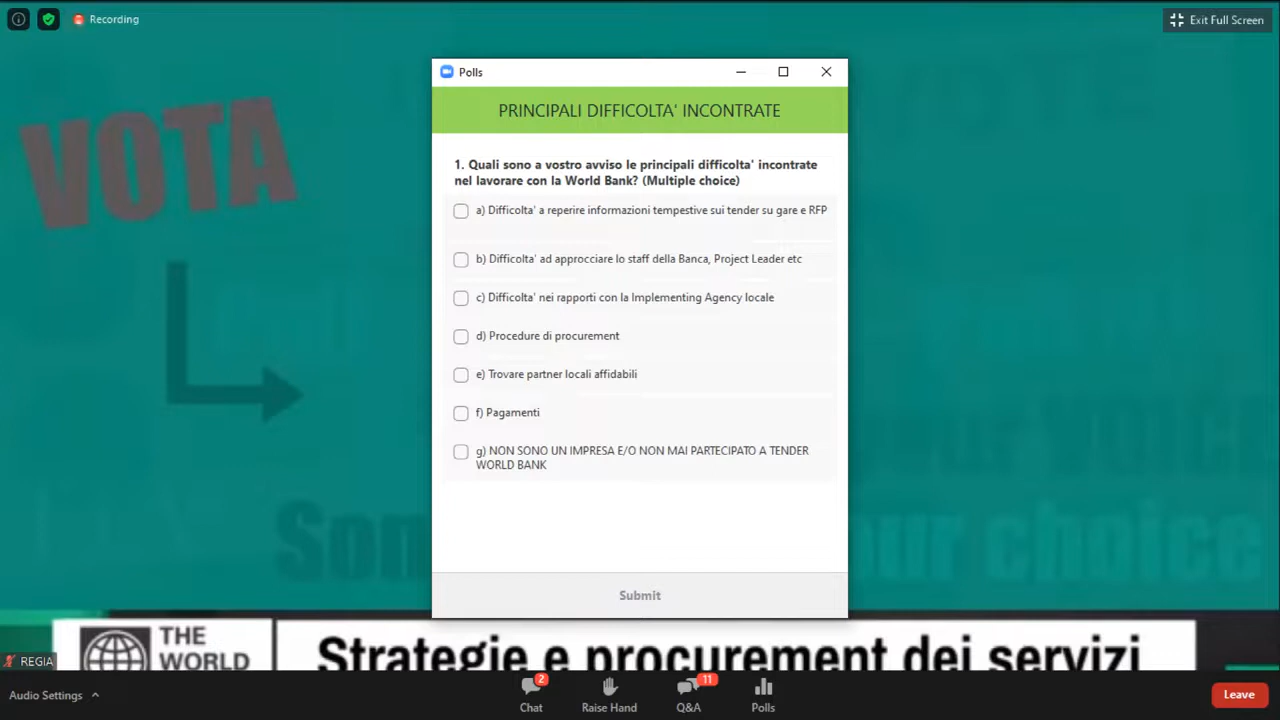 Recording
Exit Full Screen
Polls
PRINCIPALI DIFFICOLTA' INCONTRATE
1. Quali sono a vostro avviso le principali difficolta' incontrate
nel lavorare con la World Bank? (Multiple choice)
a) Difficolta' a reperire informazioni tempestive sui tender su gare e RFP
b) Difficolta' ad approcciare lo staff della Banca, Project Leader etc
c) Difficolta' nei rapporti con la Implementing Agency locale
d) Procedure di procurement
e) Trovare partner locali affidabili
f) Pagamenti
g) NON SONO UN IMPRESA E/O NON MAI PARTECIPATO A TENDER
WORLD BANK
Submit
VOTA
Som
our choice
THE
WORLD
Strategie e procurement dei servizi
REGIA
Audio Settings
2
Chat
Raise Hand
11
Q&A
Polls
Leave